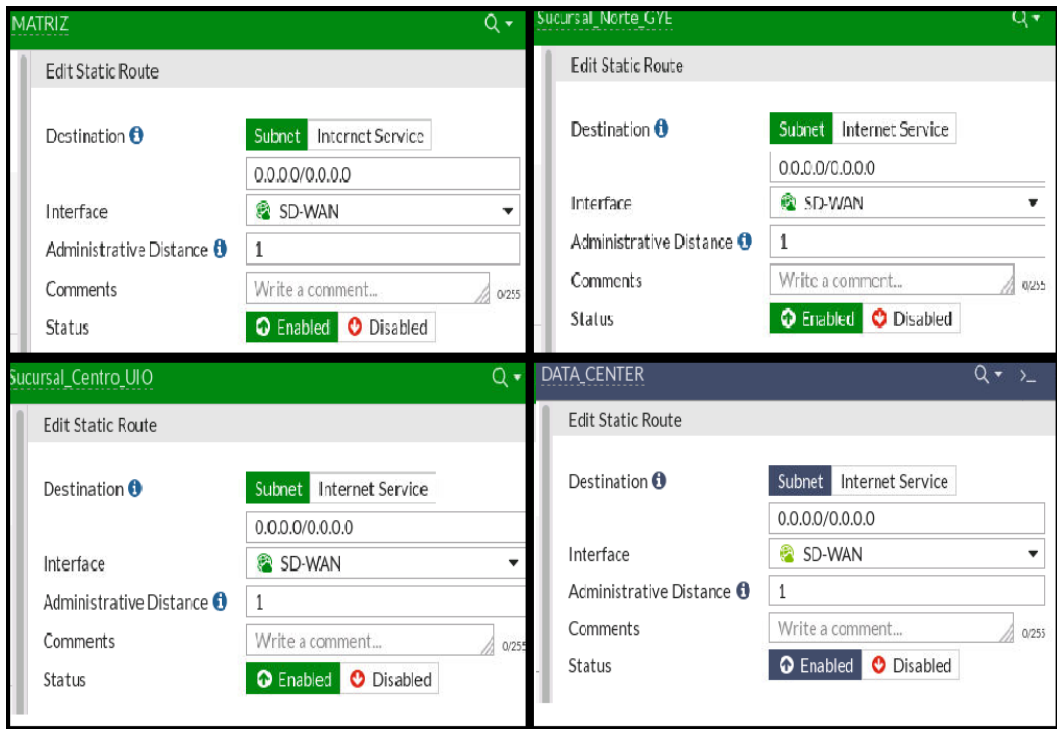 MATRIZ
Edit Static Route
Destination
Subnet Internet Service
0.0.0.0/0.0.0.0
Interface SD-WAN
Administrative Distance 1
Comments Write a comment... 0/255
Status Enabled Disabled
Sucursal_Norte_GYE
Edit Static Route
Destination Subnet Internet Service
0.0.0.0/0.0.0.0
Interface SD-WAN
Administrative Distance 1
Comments Write a comment... 0/255
Status Enabled Disabled
Sucursal_Centro_UIO
Edit Static Route
Destination Subnet Internet Service
0.0.0.0/0.0.0.0
Interface SD-WAN
Administrative Distance 1
Comments Write a comment... 0/255
Status Enabled Disabled
DATA_CENTER >_
Edit Static Route
Destination Subnet Internet Service
0.0.0.0/0.0.0.0
Interface SD-WAN
Administrative Distance 1
Comments Write a comment... 0/255
Status Enabled Disabled